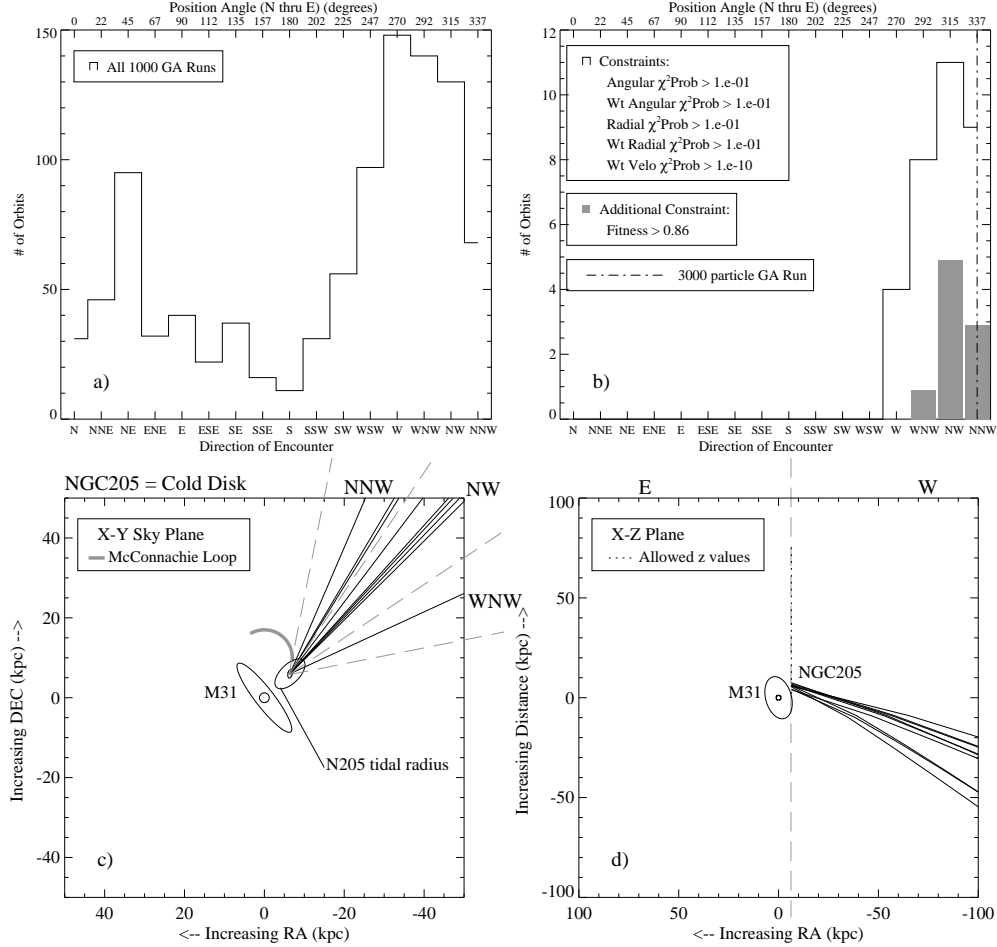 Position Angle (N thru E) (degrees)
0 22 45 67 90 112 135 157 180 202 225 247 270 292 315 337
150
100
50
0
# of Orbits
All 1000 GA Runs
a)
N NNE NE ENE E ESE SE SSE S SSW SW WSW W WNW NW NNW
Direction of Encounter
Position Angle (N thru E) (degrees)
0 22 45 67 90 112 135 157 180 202 225 247 270 292 315 337
12
10
8
6
4
2
0
# of Orbits
Constraints:
Angular χ²Prob > 1.e-01
Wt Angular χ²Prob > 1.e-01
Radial χ²Prob > 1.e-01
Wt Radial χ²Prob > 1.e-01
Wt Velo χ²Prob > 1.e-10
Additional Constraint:
Fitness > 0.86
3000 particle GA Run
b)
N NNE NE ENE E ESE SE SSE S SSW SW WSW W WNW NW NNW
Direction of Encounter
NGC205 = Cold Disk
NNW
NW
WNW
X-Y Sky Plane
McConnachie Loop
M31
N205 tidal radius
c)
40
20
0
-20
-40
Increasing DEC (kpc) -->
40 20 0 -20 -40
<-- Increasing RA (kpc)
E
W
X-Z Plane
Allowed z values
NGC205
M31
d)
100
50
0
-50
-100
Increasing Distance (kpc) -->
100 50 0 -50 -100
<-- Increasing RA (kpc)